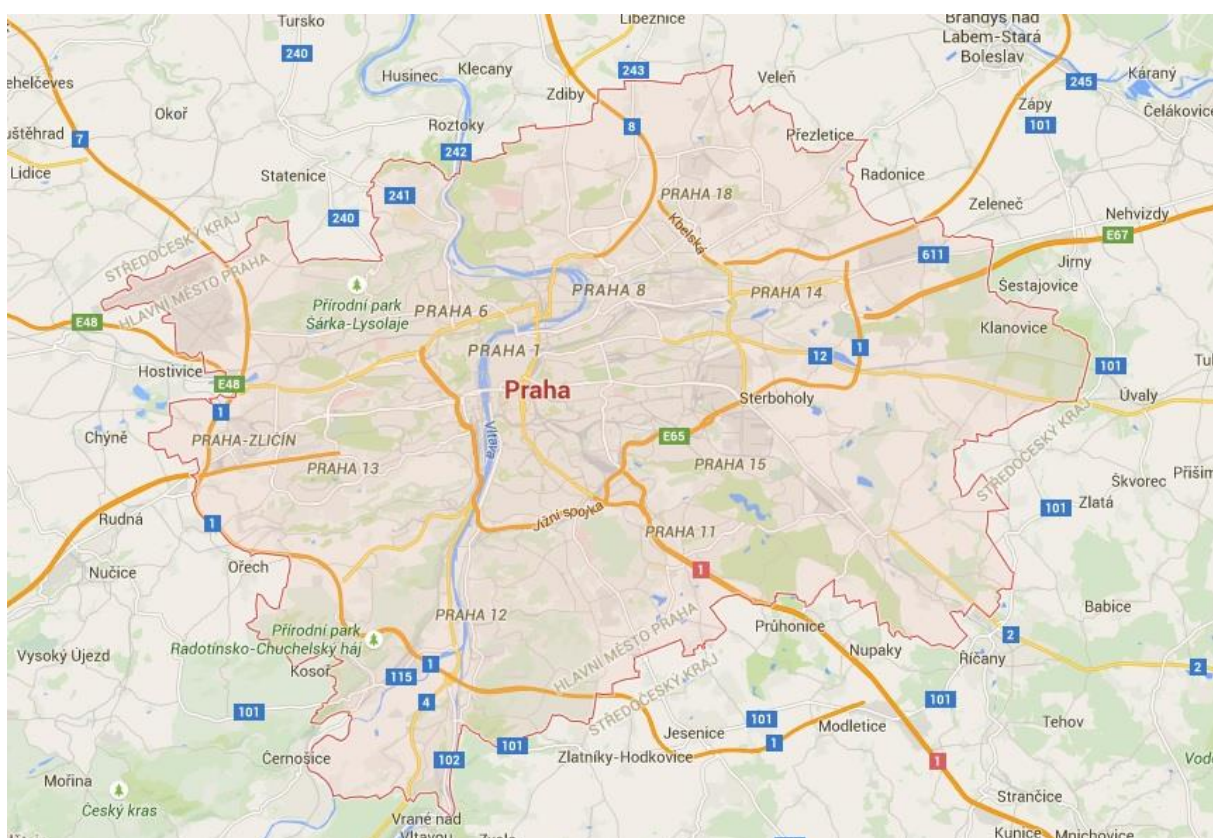 Tursko
Líbeznice
Brandýs nad
Labem-Stará
Boleslav
240
Klecany
Husinec
243
Veleň
245
Káraný
Okoř
Zdiby
Zápy
Čelákovice
7
Roztoky
8
Přezletice
101
Lidice
242
Statenice
241
PRAHA 18
Radonice
240
Zeleneč
Nehvizdy
Kbelská
E67
STŘEDOČESKÝ KRAJ
HLAVNÍ MĚSTO PRAHA
611
Jirny
Přírodní park
Šárka-Lysolaje
PRAHA 8
PRAHA 14
Šestajovice
PRAHA 6
E48
Klanovice
PRAHA 1
12
1
Hostivice
101
E48
Praha
Sterboholy
Úvaly
1
Chýně
PRAHA-ZLIČÍN
Vltava
E65
PRAHA 13
PRAHA 15
STŘEDOČESKÝ KRAJ
Škvorec
Zlatá
101
Rudná
1
Jižní spojka
PRAHA 11
Ořech
Nučice
1
PRAHA 12
Babice
Přírodní park
Radotínsko-Chuchelský háj
Průhonice
2
Vysoký Újezd
Nupaky
Říčany
2
Kosoř
115
1
HLAVNÍ MĚSTO PRAHA
STŘEDOČESKÝ KRAJ
4
101
101
101
Tehov
Modletice
Jesenice
101
1
Černošice
102
Zlatníky-Hodkovice
1
Mořina
Český kras
Strančice
Vrané nad
Vltavou
Kunice
Mnichovice